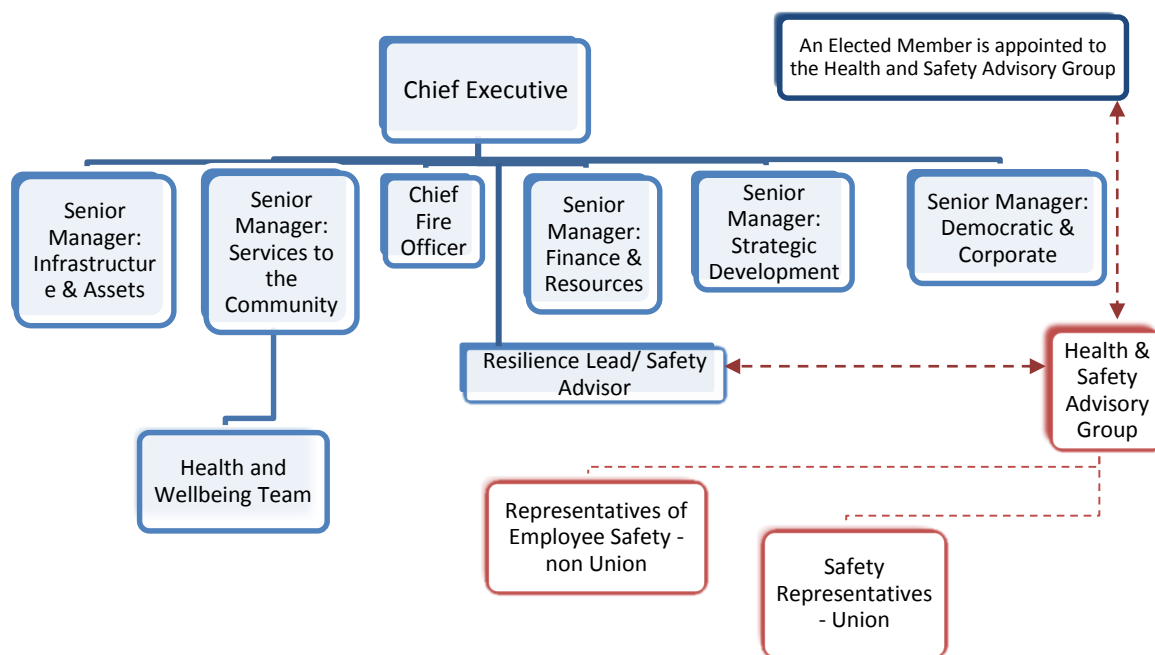 An Elected Member is appointed to
the Health and Safety Advisory Group
Chief Executive
Senior
Manager:
Infrastructur
e & Assets
Senior
Manager:
Services to
the
Community
Chief
Fire
Officer
Senior
Manager:
Finance &
Resources
Senior
Manager:
Strategic
Development
Senior Manager:
Democratic &
Corporate
Resilience Lead/ Safety
Advisor
Health &
Safety
Advisory
Group
Health and
Wellbeing Team
Representatives of
Employee Safety -
non Union
Safety
Representatives
- Union